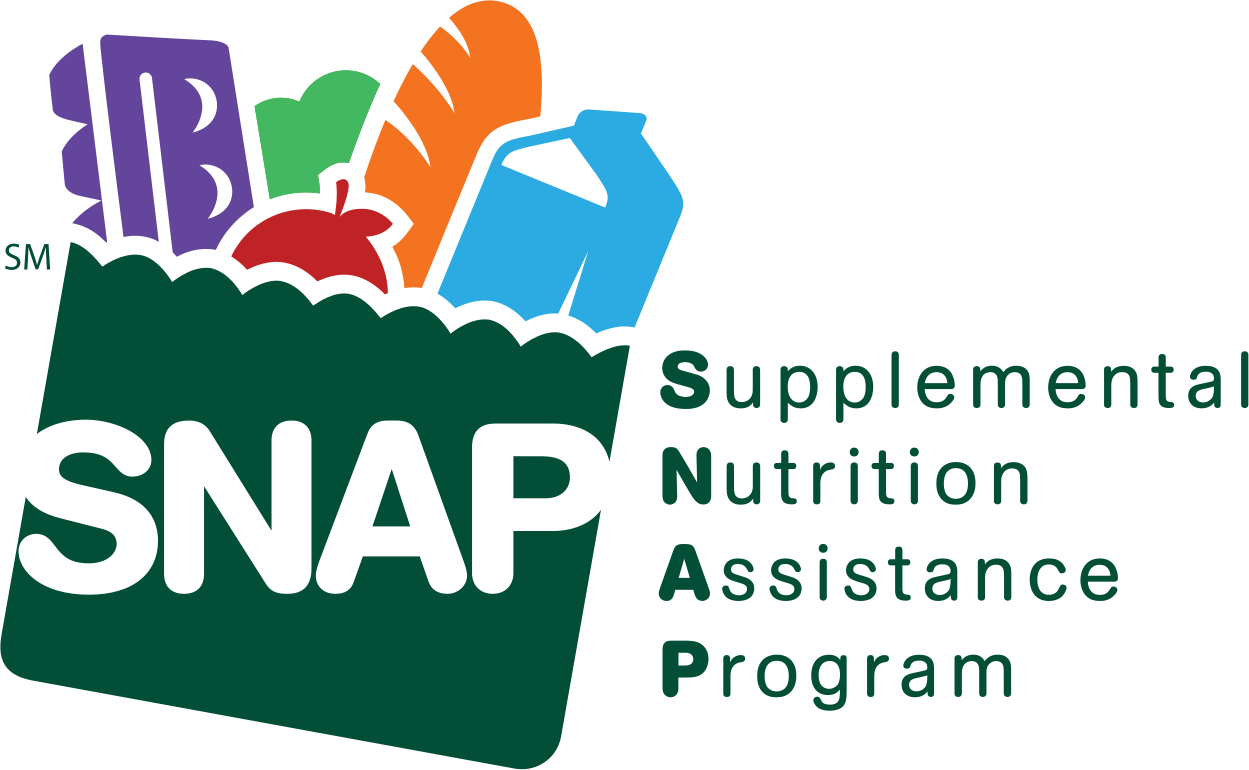 SM
SNAP
Supplemental
Nutrition
Assistance
Program